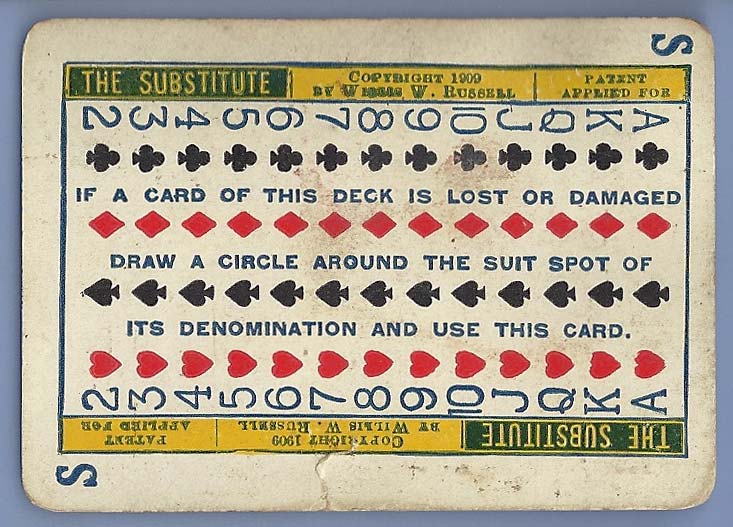 S
THE SUBSTITUTE
COPYRIGHT 1909
BY WILLIS W. RUSSELL
PATENT
APPLIED FOR
2 3 4 5 6 7 8 9 10 J Q K A
IF A CARD OF THIS DECK IS LOST OR DAMAGED
DRAW A CIRCLE AROUND THE SUIT SPOT OF
ITS DENOMINATION AND USE THIS CARD.
2 3 4 5 6 7 8 9 10 J Q K A
THE SUBSTITUTE
COPYRIGHT 1909
BY WILLIS W. RUSSELL
PATENT
APPLIED FOR
S